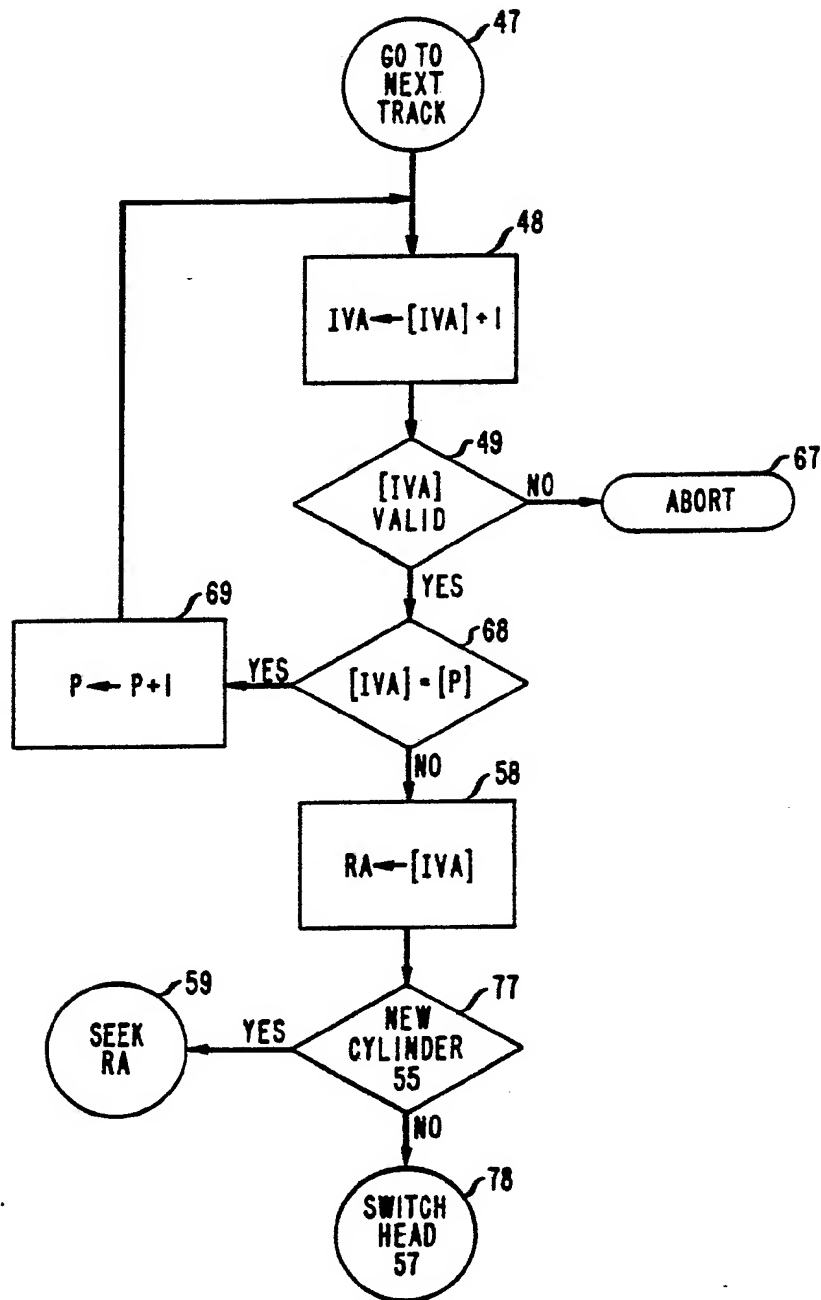 47
GO TO
NEXT
TRACK
48
IVA←[IVA]+1
49
[IVA]
VALID
NO
67
ABORT
YES
69
P←P+1
YES
68
[IVA]=[P]
NO
58
RA←[IVA]
59
SEEK
RA
YES
77
NEW
CYLINDER
55
NO
78
SWITCH
HEAD
57